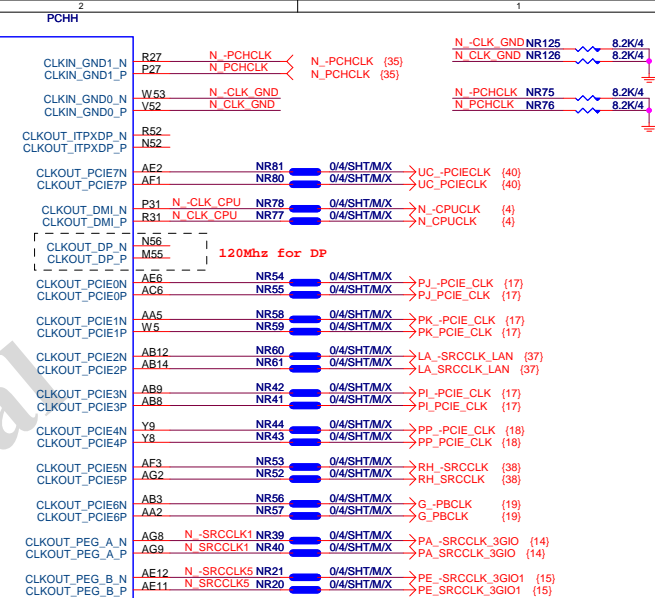 2 1
PCHH
N_-CLK_GND NR125 8.2K/4
N_CLK_GND NR126 8.2K/4
CLKIN_GND1_N R27 N_-PCHCLK N_-PCHCLK {35}
CLKIN_GND1_P P27 N_PCHCLK N_PCHCLK {35}
N_-PCHCLK NR75 8.2K/4
N_PCHCLK NR76 8.2K/4
CLKIN_GND0_N W53 N_-CLK_GND
CLKIN_GND0_P V52 N_CLK_GND
CLKOUT_ITPXDP_N R52
CLKOUT_ITPXDP_P N52
CLKOUT_PCIE7N AE2 NR81 0/4/SHT/M/X UC_-PCIECLK {40}
CLKOUT_PCIE7P AF1 NR80 0/4/SHT/M/X UC_PCIECLK {40}
CLKOUT_DMI_N P31 N_-CLK_CPU NR78 0/4/SHT/M/X N_-CPUCLK {4}
CLKOUT_DMI_P R31 N_CLK_CPU NR77 0/4/SHT/M/X N_CPUCLK {4}
CLKOUT_DP_N N56
CLKOUT_DP_P M55
120Mhz for DP
CLKOUT_PCIE0N AE6 NR54 0/4/SHT/M/X PJ_-PCIE_CLK {17}
CLKOUT_PCIE0P AC6 NR55 0/4/SHT/M/X PJ_PCIE_CLK {17}
CLKOUT_PCIE1N AA5 NR58 0/4/SHT/M/X PK_-PCIE_CLK {17}
CLKOUT_PCIE1P W5 NR59 0/4/SHT/M/X PK_PCIE_CLK {17}
CLKOUT_PCIE2N AB12 NR60 0/4/SHT/M/X LA_-SRCCLK_LAN {37}
CLKOUT_PCIE2P AB14 NR61 0/4/SHT/M/X LA_SRCCLK_LAN {37}
CLKOUT_PCIE3N AB9 NR42 0/4/SHT/M/X PI_-PCIE_CLK {17}
CLKOUT_PCIE3P AB8 NR41 0/4/SHT/M/X PI_PCIE_CLK {17}
CLKOUT_PCIE4N Y9 NR44 0/4/SHT/M/X PP_-PCIE_CLK {18}
CLKOUT_PCIE4P Y8 NR43 0/4/SHT/M/X PP_PCIE_CLK {18}
CLKOUT_PCIE5N AF3 NR53 0/4/SHT/M/X RH_-SRCCLK {38}
CLKOUT_PCIE5P AG2 NR52 0/4/SHT/M/X RH_SRCCLK {38}
CLKOUT_PCIE6N AB3 NR56 0/4/SHT/M/X G_-PBCLK {19}
CLKOUT_PCIE6P AA2 NR57 0/4/SHT/M/X G_PBCLK {19}
CLKOUT_PEG_A_N AG8 N_-SRCCLK1 NR39 0/4/SHT/M/X PA_-SRCCLK_3GIO {14}
CLKOUT_PEG_A_P AG9 N_SRCCLK1 NR40 0/4/SHT/M/X PA_SRCCLK_3GIO {14}
CLKOUT_PEG_B_N AE12 N_-SRCCLK5 NR21 0/4/SHT/M/X PE_-SRCCLK_3GIO1 {15}
CLKOUT_PEG_B_P AE11 N_SRCCLK5 NR20 0/4/SHT/M/X PE_SRCCLK_3GIO1 {15}